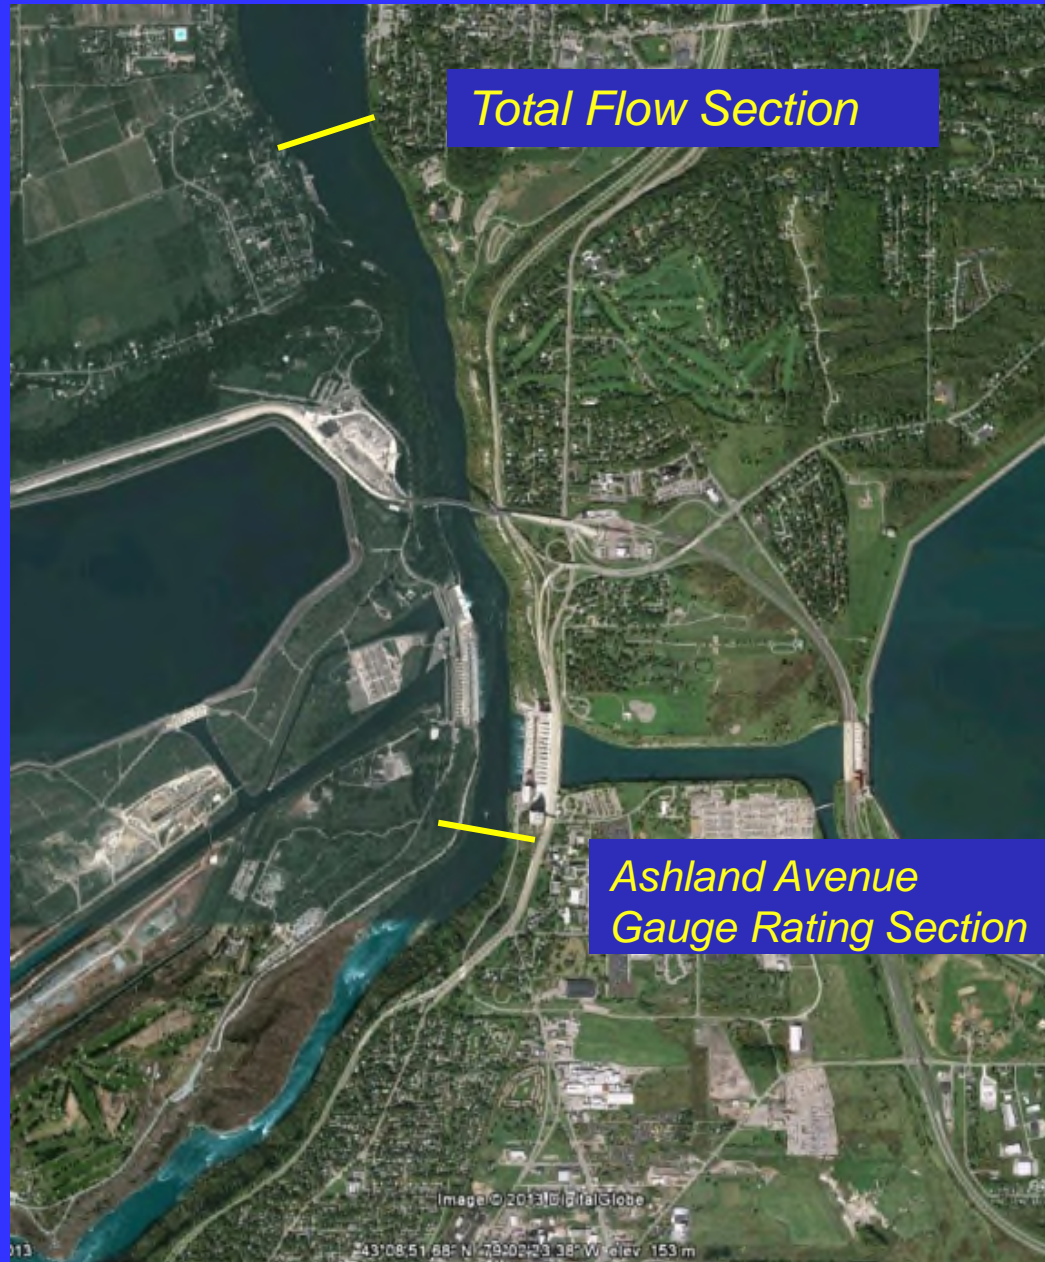 Total Flow Section
Ashland Avenue
Gauge Rating Section
Image © 2013 DigitalGlobe
013
43°08'51.68" N 79°02'23.38" W elev 153 m